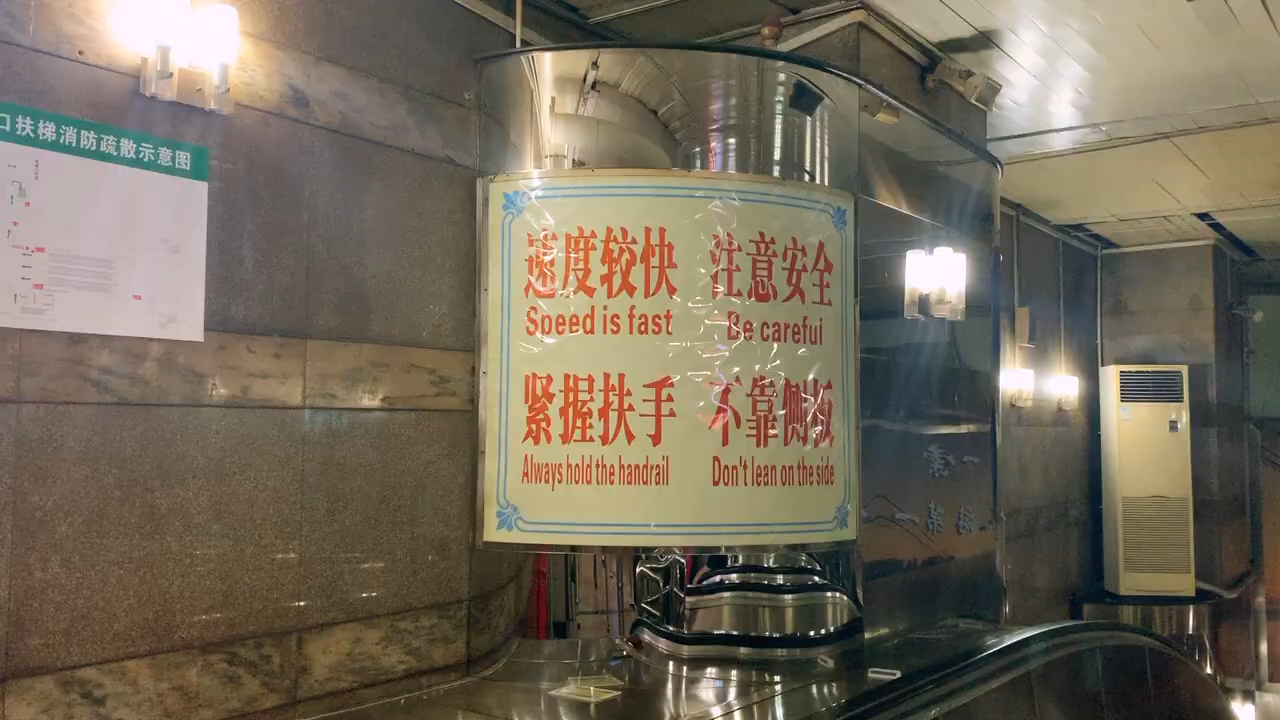 口扶梯消防疏散示意图
速度较快 注意安全
Speed is fast Be careful
紧握扶手 不靠侧板
Always hold the handrail Don't lean on the side